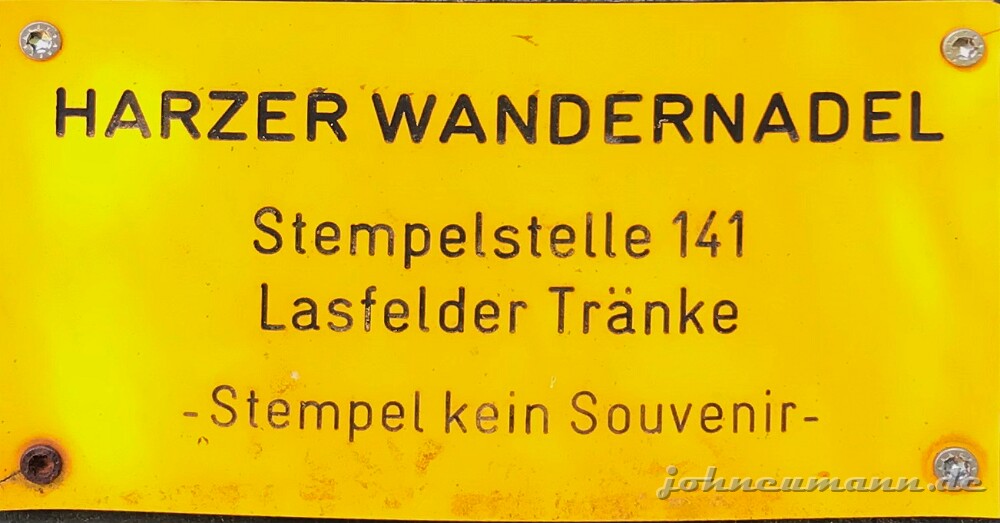 HARZER WANDERNADEL
Stempelstelle 141
Lasfelder Tränke
-Stempel kein Souvenir-
johneumann.de